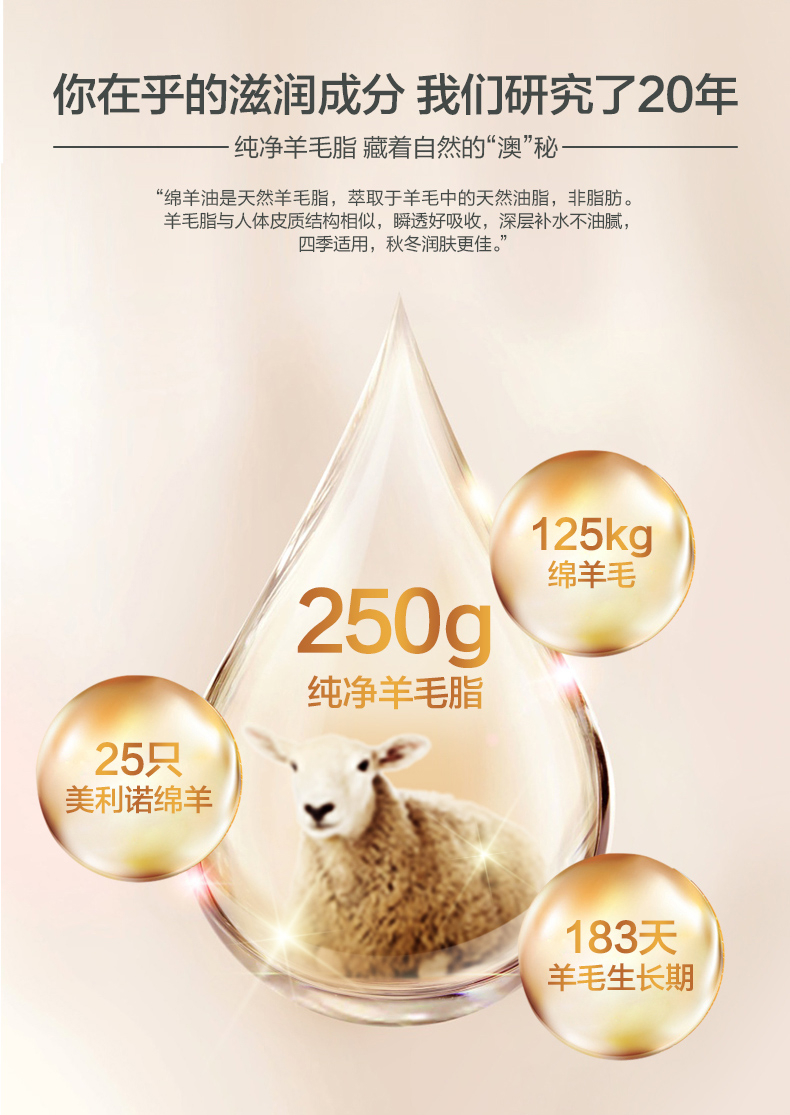 你在乎的滋润成分 我们研究了20年
纯净羊毛脂 藏着自然的“澳”秘
“绵羊油是天然羊毛脂，萃取于羊毛中的天然油脂，非脂肪。
羊毛脂与人体皮质结构相似，瞬透好吸收，深层补水不油腻，
四季适用，秋冬润肤更佳。”
125kg
绵羊毛
250g
纯净羊毛脂
25只
美利诺绵羊
183天
羊毛生长期